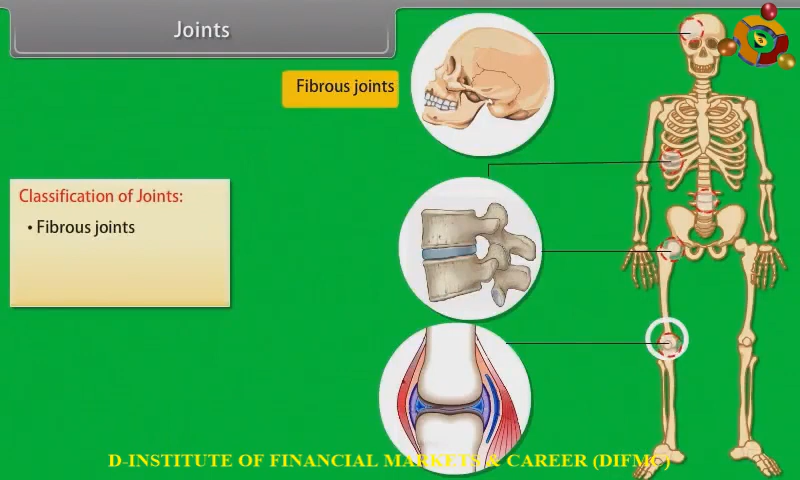 Joints
Fibrous joints
Classification of Joints:
• Fibrous joints
D-INSTITUTE OF FINANCIAL MARKETS & CAREER (DIFMC)